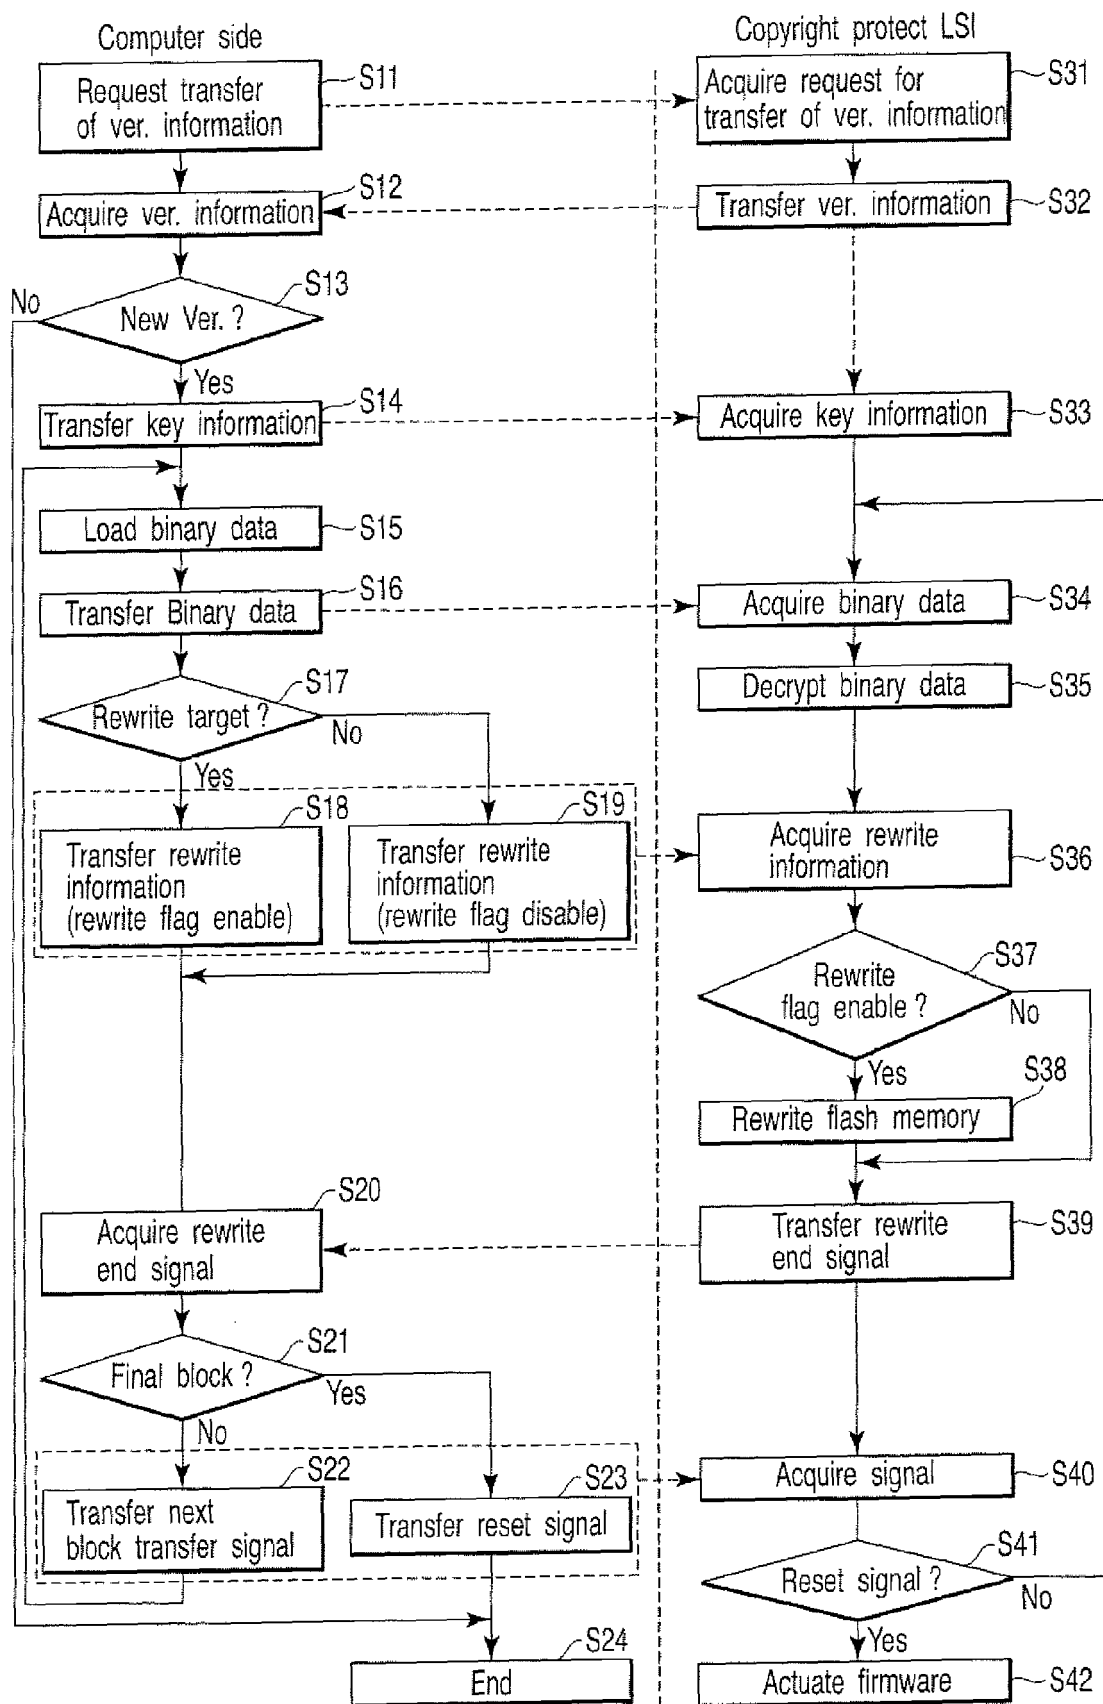 Computer side
Request transfer
of ver. information
S11
Acquire ver. information
S12
New Ver. ?
S13
No
Yes
Transfer key information
S14
Load binary data
S15
Transfer Binary data
S16
Rewrite target ?
S17
No
Yes
S18
Transfer rewrite
information
(rewrite flag enable)
S19
Transfer rewrite
information
(rewrite flag disable)
S20
Acquire rewrite
end signal
Final block ?
S21
Yes
No
S22
Transfer next
block transfer signal
S23
Transfer reset signal
S24
End
Copyright protect LSI
Acquire request for
transfer of ver. information
S31
Transfer ver. information
S32
Acquire key information
S33
Acquire binary data
S34
Decrypt binary data
S35
Acquire rewrite
information
S36
Rewrite
flag enable ?
S37
No
Yes
S38
Rewrite flash memory
Transfer rewrite
end signal
S39
Acquire signal
S40
Reset signal ?
S41
No
Yes
Actuate firmware
S42